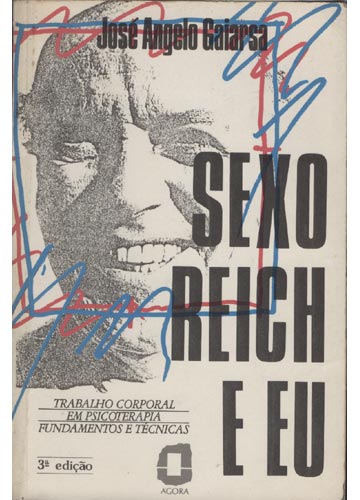 José Angelo Gaiarsa
SEXO
REICH
E EU
TRABALHO CORPORAL
EM PSICOTERAPIA
FUNDAMENTOS E TÉCNICAS
3ª edição
AGORA